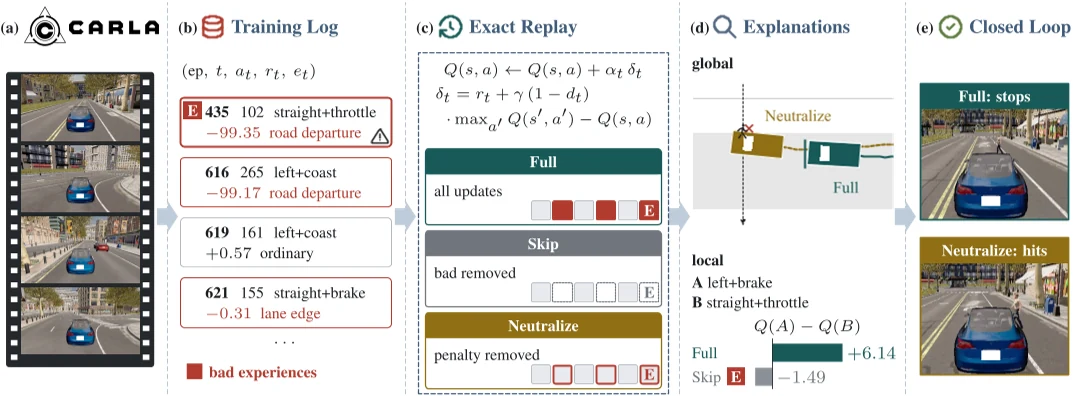 (a) CARLA
(b) Training Log
(ep, t, a_t, r_t, e_t)
E 435 102 straight+throttle
−99.35 road departure
616 265 left+coast
−99.17 road departure
619 161 left+coast
+0.57 ordinary
621 155 straight+brake
−0.31 lane edge
...
bad experiences
(c) Exact Replay
Q(s, a) ← Q(s, a) + α_t δ_t
δ_t = r_t + γ (1 − d_t)
· max_{a′} Q(s′, a′) − Q(s, a)
Full
all updates
E
Skip
bad removed
E
Neutralize
penalty removed
E
(d) Explanations
global
Neutralize
Full
local
A left+brake
B straight+throttle
Q(A) − Q(B)
Full +6.14
Skip E −1.49
(e) Closed Loop
Full: stops
Neutralize: hits